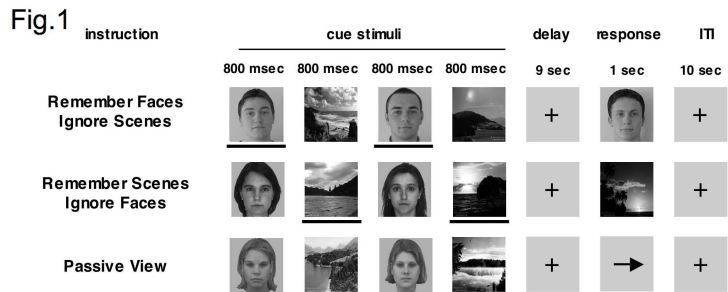 Fig.1
instruction cue stimuli delay response ITI
800 msec 800 msec 800 msec 800 msec 9 sec 1 sec 10 sec
Remember Faces
Ignore Scenes
+ +
Remember Scenes
Ignore Faces
+ +
Passive View
+ +